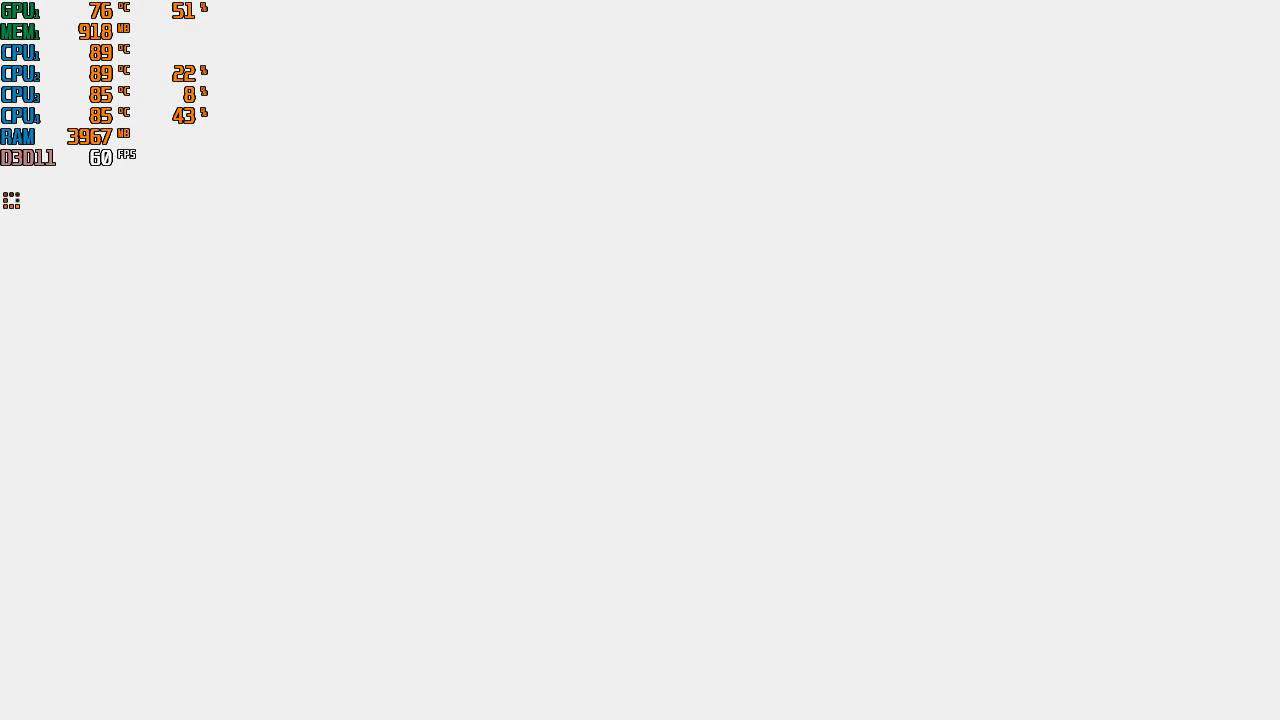 GPU1 76 °C 51 %
MEM1 918 MB
CPU1 89 °C
CPU2 89 °C 22 %
CPU3 85 °C 8 %
CPU4 85 °C 43 %
RAM 3967 MB
D3D11 60 FPS